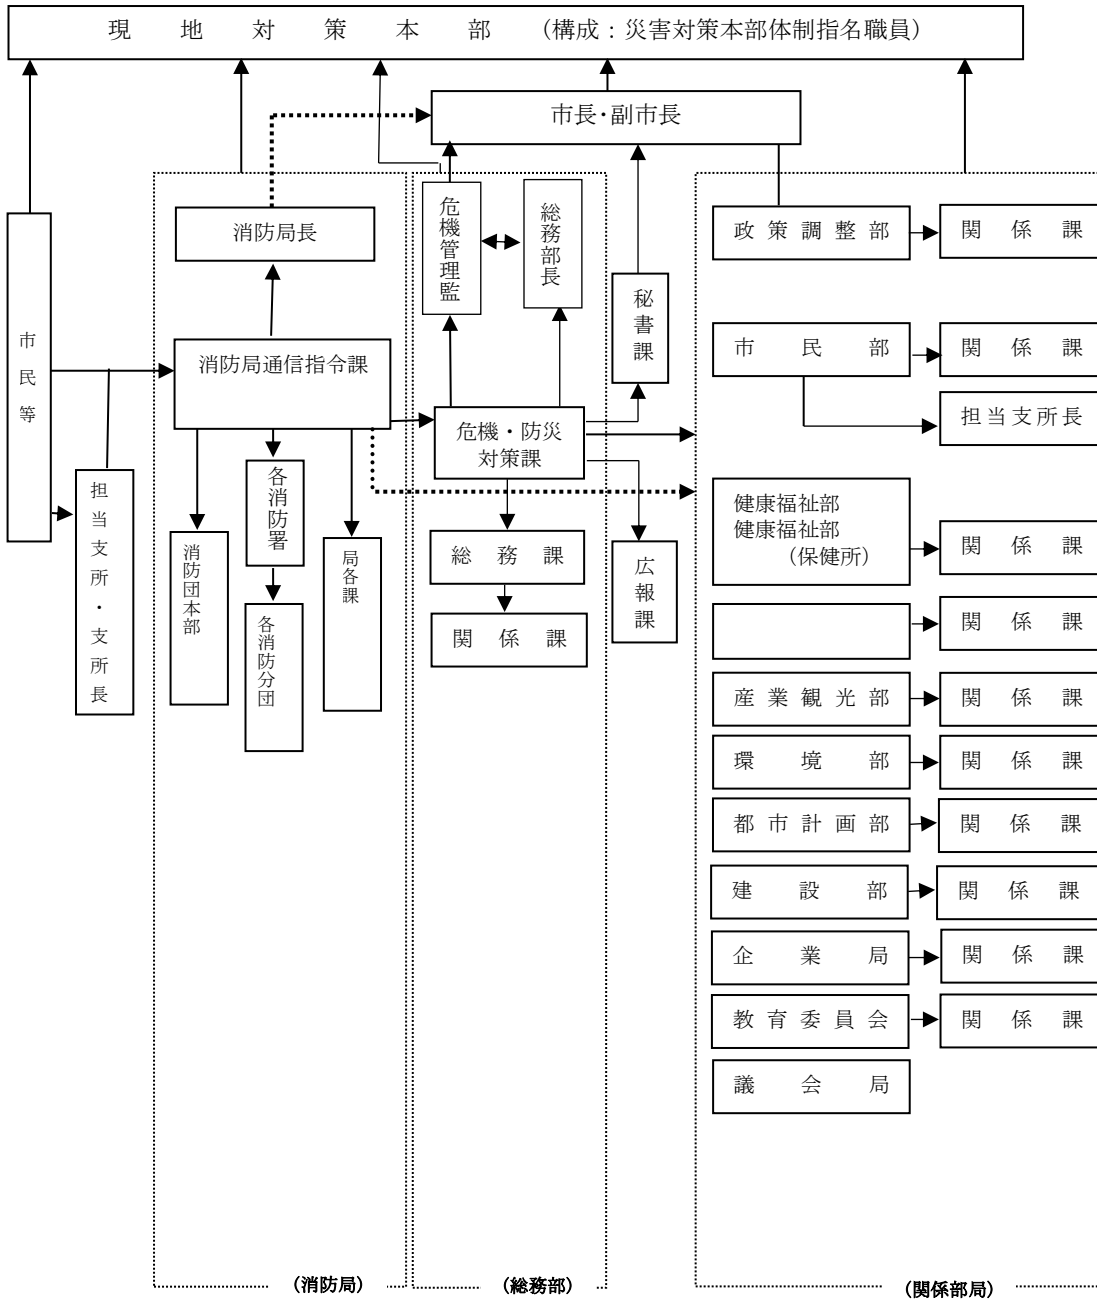 現地対策本部（構成：災害対策本部体制指名職員）
市長・副市長
市民等
担当支所・支所長
消防局長
消防局通信指令課
消防団本部
各消防署
各消防分団
局各課
危機管理監
総務部長
秘書課
危機・防災
対策課
総務課
関係課
広報課
政策調整部
関係課
市民部
関係課
担当支所長
健康福祉部
健康福祉部
（保健所）
関係課
関係課
産業観光部
関係課
環境部
関係課
都市計画部
関係課
建設部
関係課
企業局
関係課
教育委員会
関係課
議会局
（消防局）
（総務部）
（関係部局）